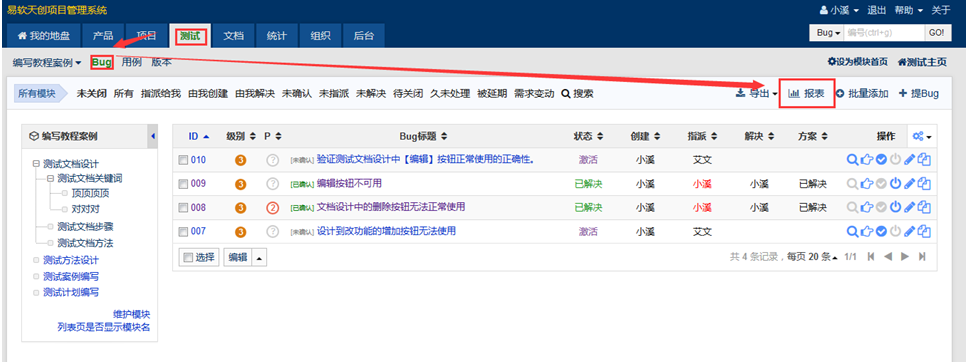 易软天创项目管理系统
小溪 退出 帮助 关于
我的地盘 产品 项目 测试 文档 统计 组织 后台
Bug 编号(ctrl+g) GO!
编写教程案例 Bug 用例 版本
设为模块首页 测试主页
所有模块 未关闭 所有 指派给我 由我创建 由我解决 未确认 未指派 未解决 待关闭 久未处理 被延期 需求变动 搜索
导出 报表 批量添加 提Bug
编写教程案例
测试文档设计
测试文档关键词
顶顶顶顶
对对对
测试文档步骤
测试文档方法
测试方法设计
测试案例编写
测试计划编写
维护模块
列表页是否显示模块名
ID 级别 P Bug标题 状态 创建 指派 解决 方案 操作
010 3 ? [未确认] 验证测试文档设计中【编辑】按钮正常使用的正确性。 激活 小溪 艾文
009 3 ? [已确认] 编辑按钮不可用 已解决 小溪 小溪 小溪 已解决
008 3 2 [已确认] 文档设计中的删除按钮无法正常使用 已解决 小溪 小溪 小溪 已解决
007 3 ? [未确认] 设计到改功能的增加按钮无法使用 激活 小溪 艾文
选择 编辑
共 4 条记录，每页 20 条 1/1